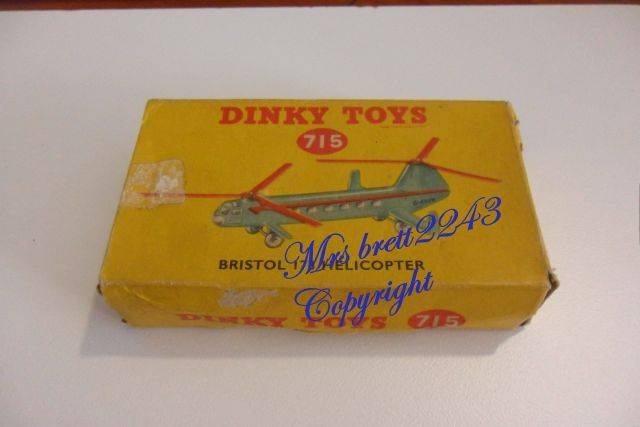 DINKY TOYS
715
BRISTOL HELICOPTER
Mrs brett2243
Copyright
DINKY TOYS 715